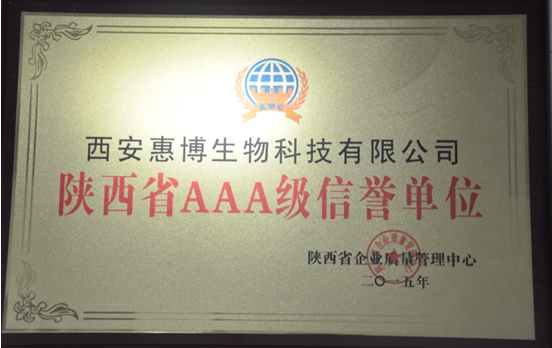 西安惠博生物科技有限公司
陕西省AAA级信誉单位
陕西省企业质量管理中心
二〇一五年